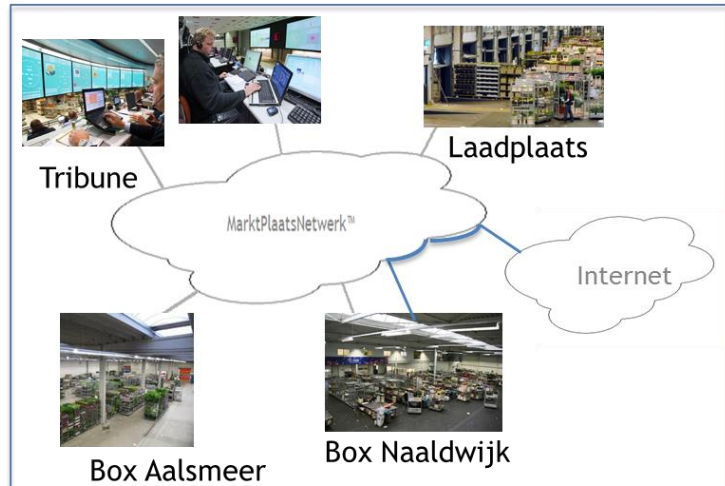 Tribune
Laadplaats
MarktPlaatsNetwerk™
Internet
Box Aalsmeer
Box Naaldwijk